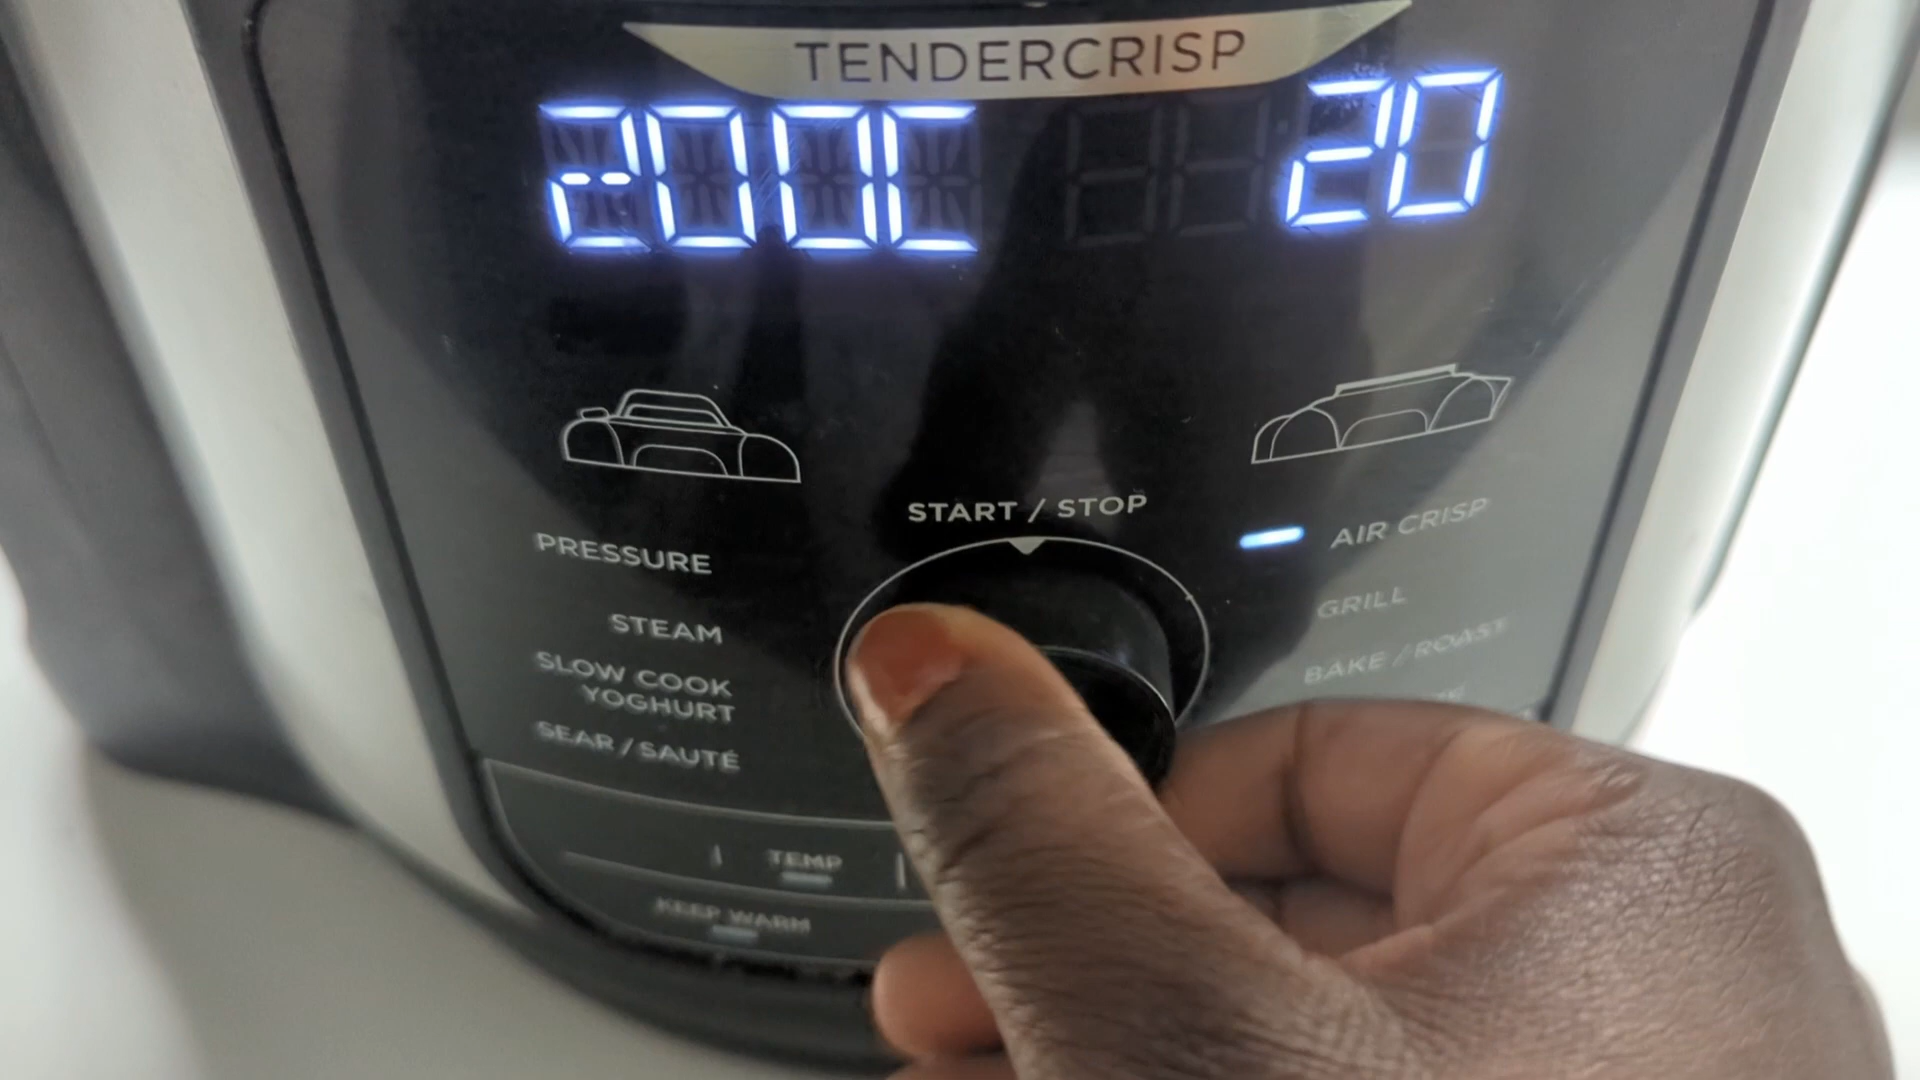 TENDERCRISP
200C 20
START / STOP
PRESSURE
STEAM
SLOW COOK
YOGHURT
SEAR / SAUTÉ
AIR CRISP
GRILL
BAKE / ROAST
TEMP
KEEP WARM